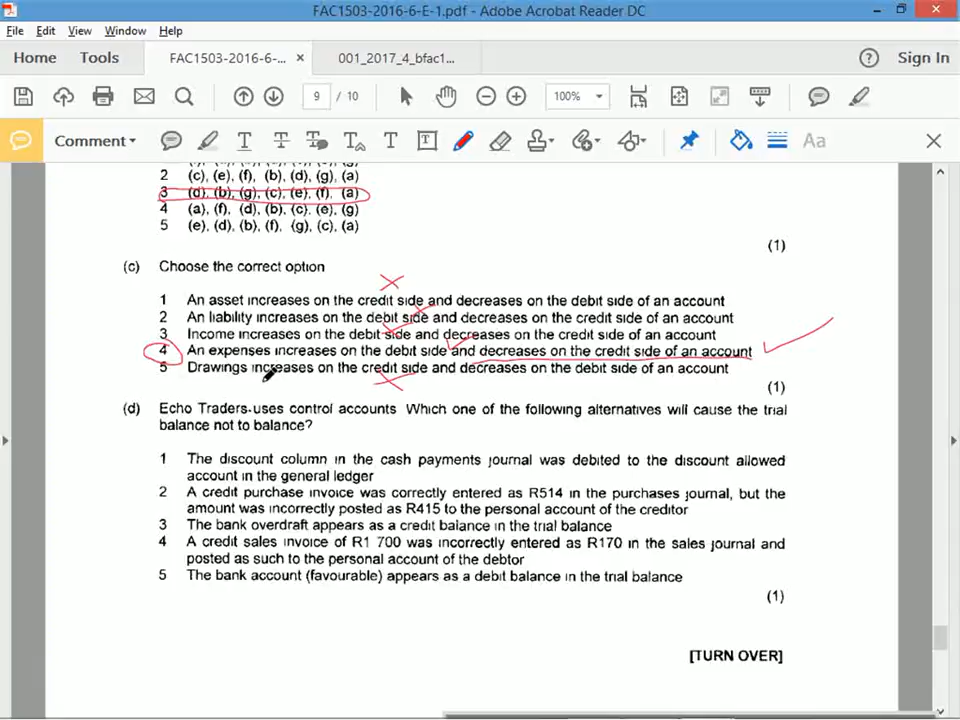 FAC1503-2016-6-E-1.pdf - Adobe Acrobat Reader DC
File Edit View Window Help
Home Tools FAC1503-2016-6-... × 001_2017_4_bfac1... Sign In
9 / 10 100%
Comment
2 (c), (e), (f), (b), (d), (g), (a)
3 (d), (b), (g), (c), (e), (f), (a)
4 (a), (f), (d), (b), (c), (e), (g)
5 (e), (d), (b), (f), (g), (c), (a)
(1)
(c) Choose the correct option
1 An asset increases on the credit side and decreases on the debit side of an account
2 An liability increases on the debit side and decreases on the credit side of an account
3 Income increases on the debit side and decreases on the credit side of an account
4 An expenses increases on the debit side and decreases on the credit side of an account
5 Drawings increases on the credit side and decreases on the debit side of an account
(1)
(d) Echo Traders uses control accounts Which one of the following alternatives will cause the trial
balance not to balance?
1 The discount column in the cash payments journal was debited to the discount allowed
account in the general ledger
2 A credit purchase invoice was correctly entered as R514 in the purchases journal, but the
amount was incorrectly posted as R415 to the personal account of the creditor
3 The bank overdraft appears as a credit balance in the trial balance
4 A credit sales invoice of R1 700 was incorrectly entered as R170 in the sales journal and
posted as such to the personal account of the debtor
5 The bank account (favourable) appears as a debit balance in the trial balance
(1)
[TURN OVER]